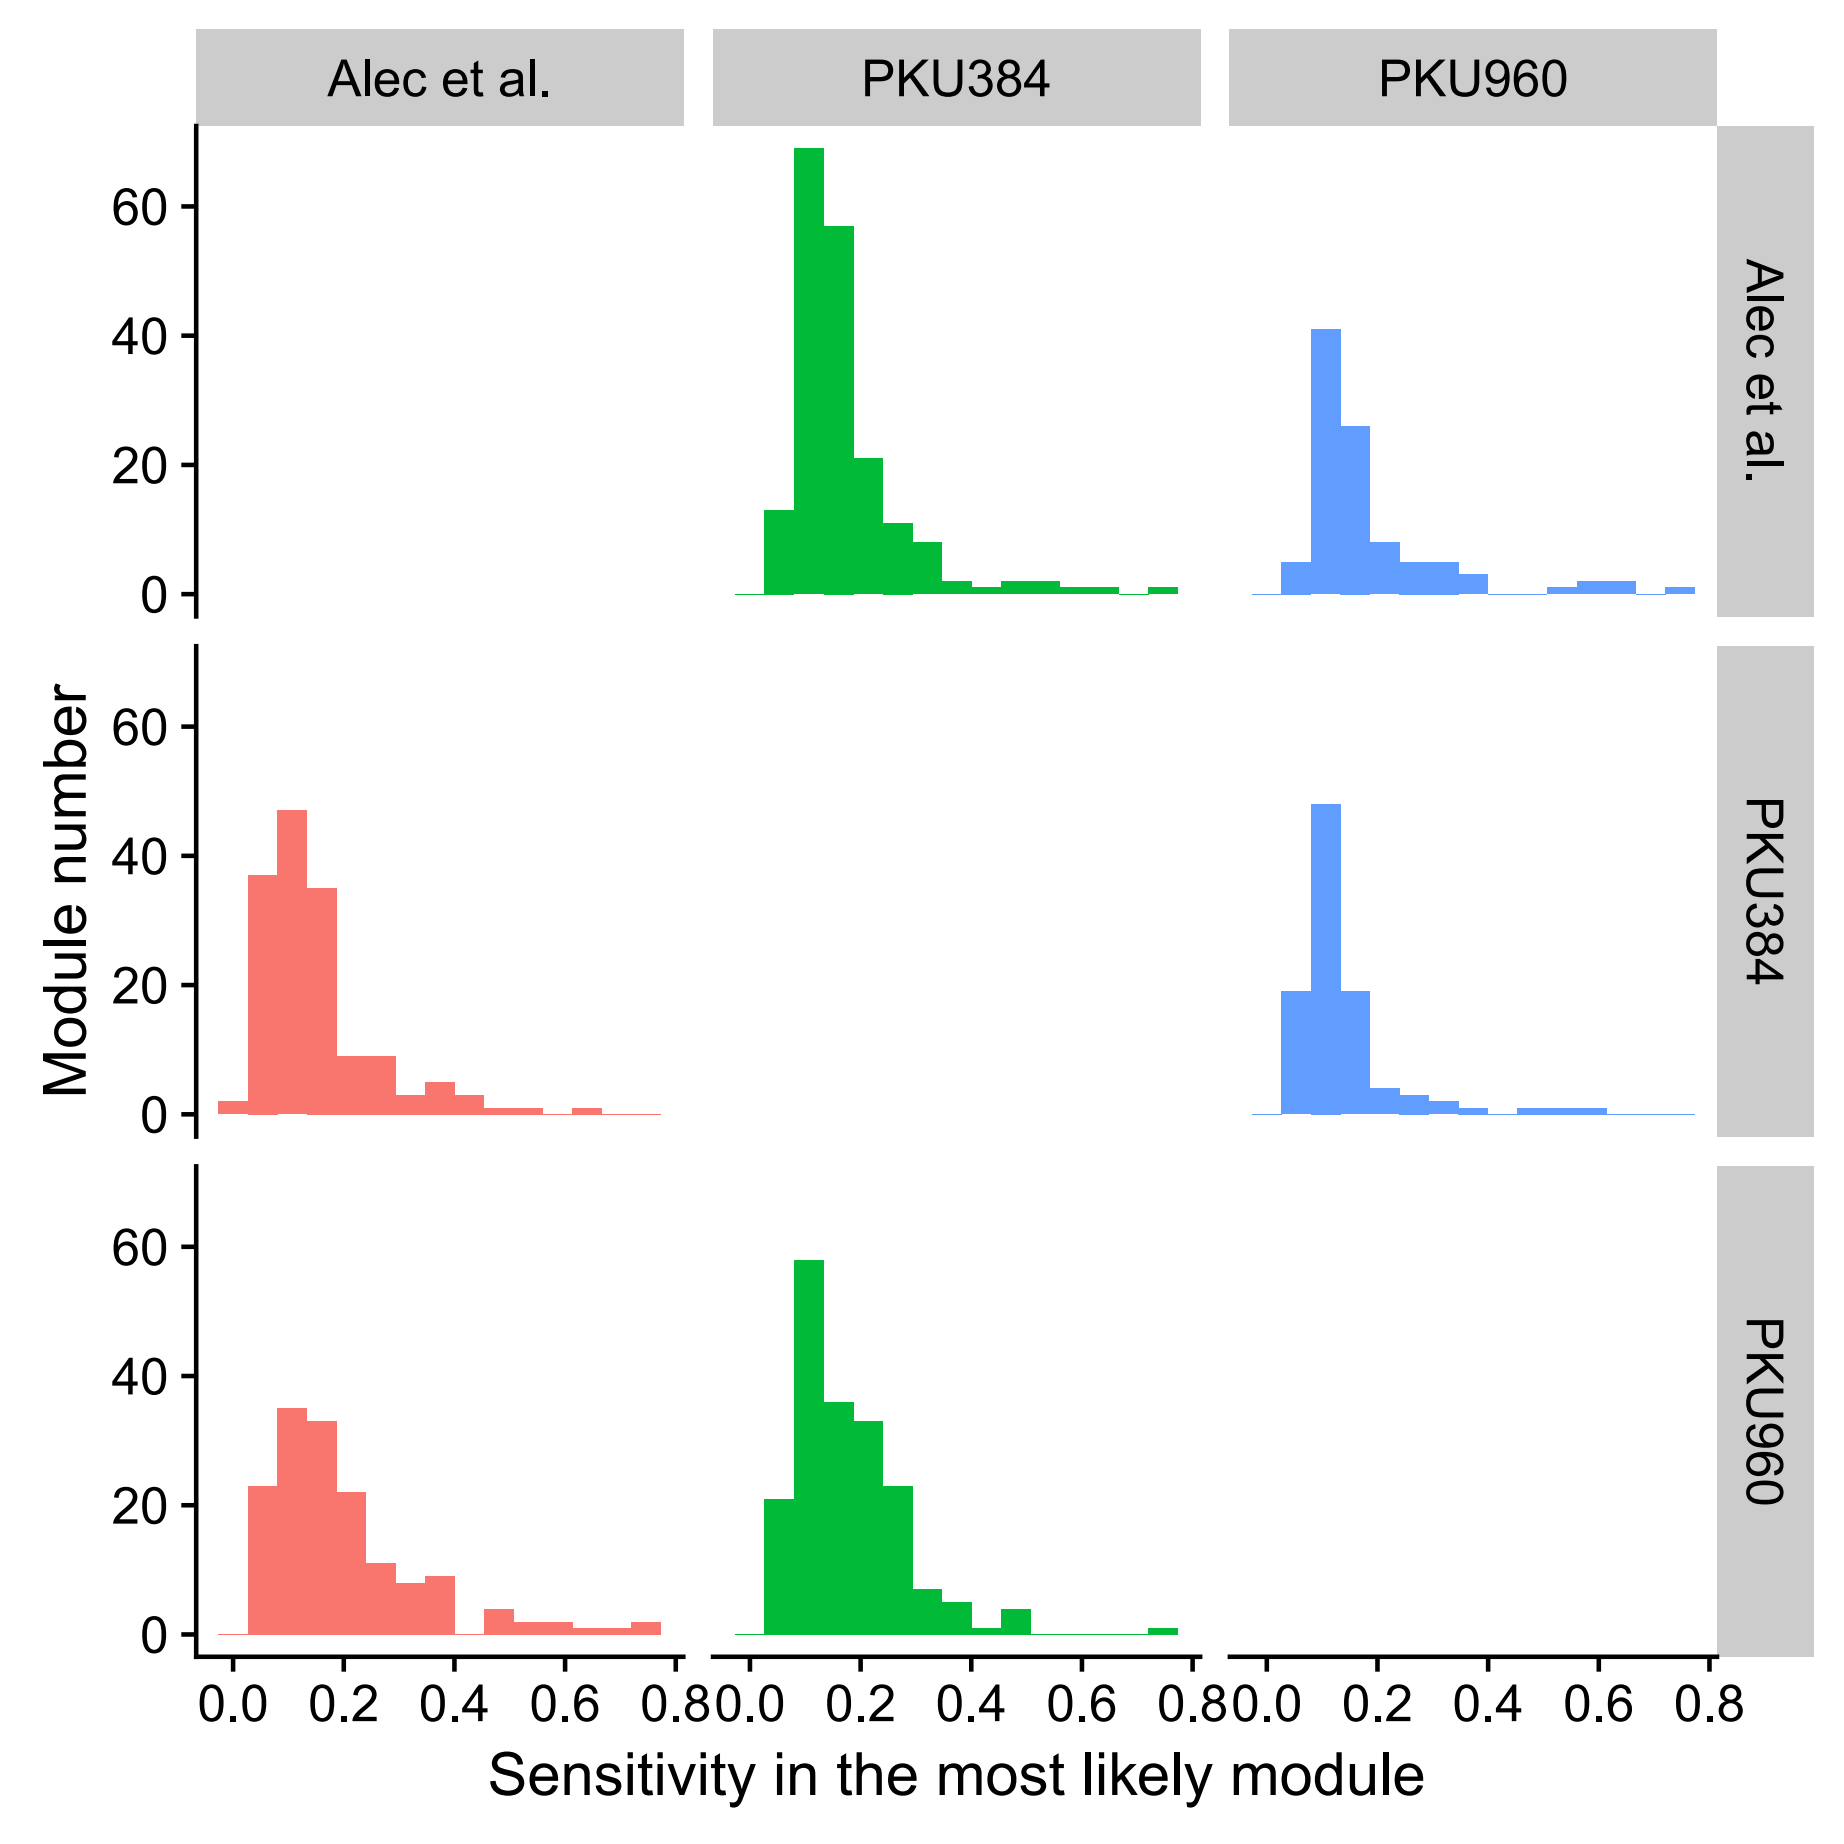 Alec et al. PKU384 PKU960
60
40
20
0
Alec et al.
Module number
60
40
20
0
PKU384
60
40
20
0
PKU960
0.0 0.2 0.4 0.6 0.8 0.0 0.2 0.4 0.6 0.8 0.0 0.2 0.4 0.6 0.8
Sensitivity in the most likely module